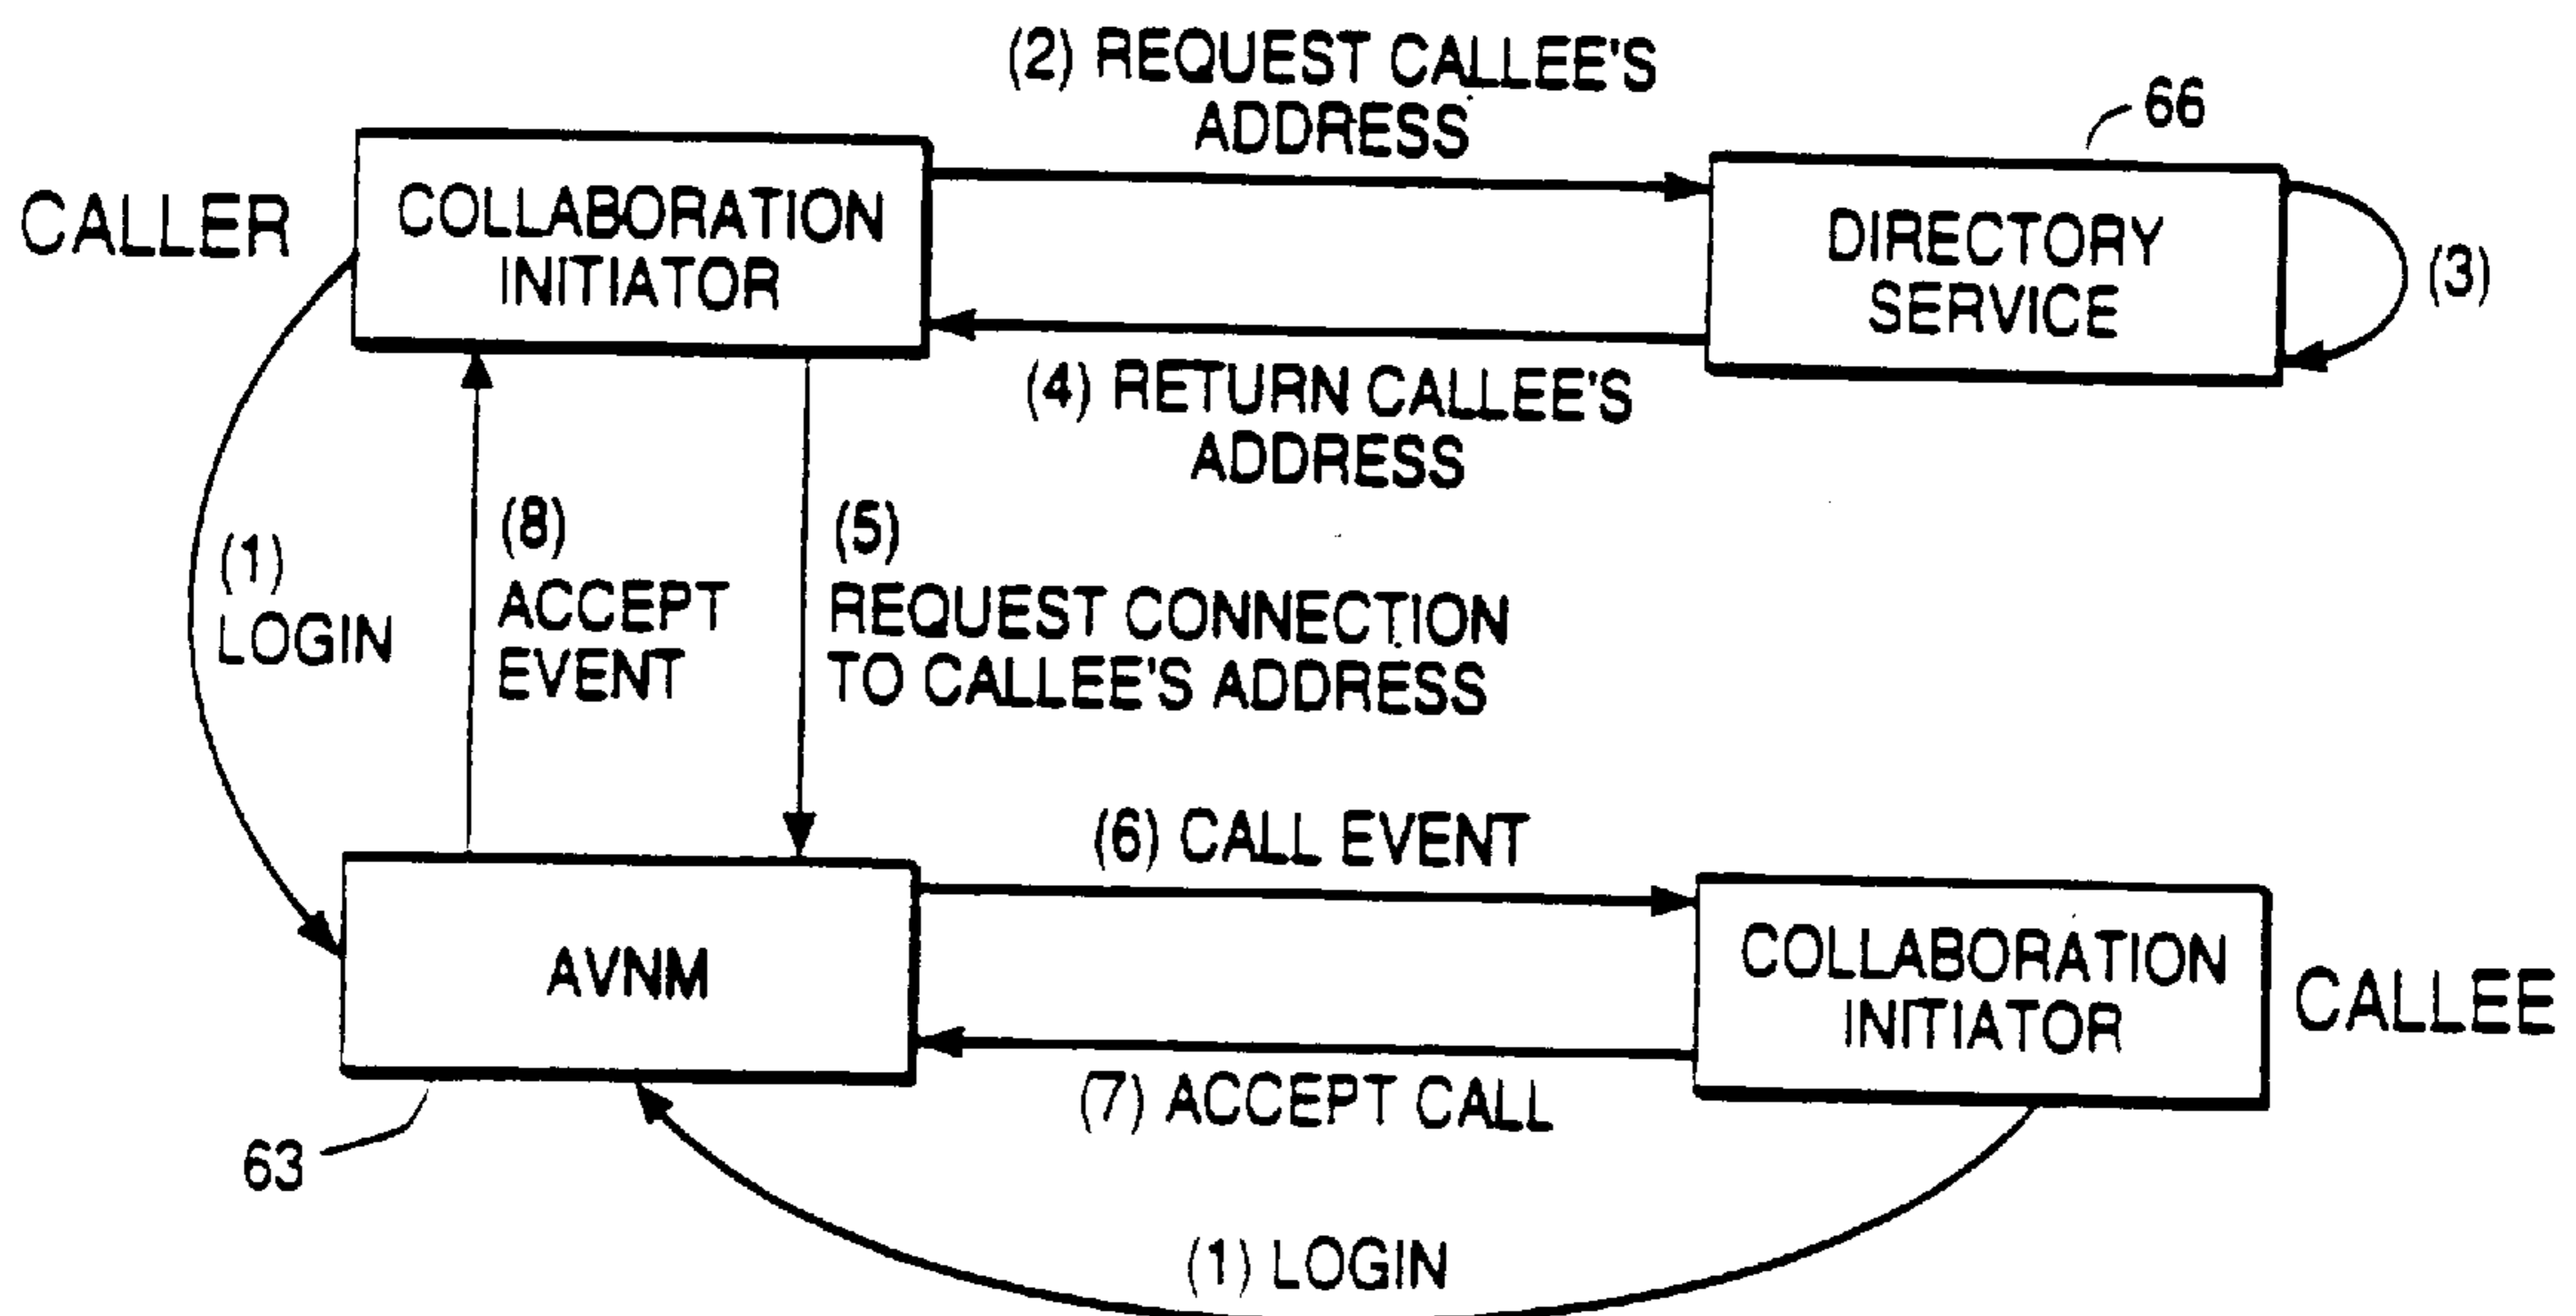 (2) REQUEST CALLEE'S
ADDRESS
66
CALLER
COLLABORATION
INITIATOR
DIRECTORY
SERVICE
(3)
(4) RETURN CALLEE'S
ADDRESS
(1)
LOGIN
(8)
ACCEPT
EVENT
(5)
REQUEST CONNECTION
TO CALLEE'S ADDRESS
(6) CALL EVENT
AVNM
COLLABORATION
INITIATOR
CALLEE
(7) ACCEPT CALL
63
(1) LOGIN